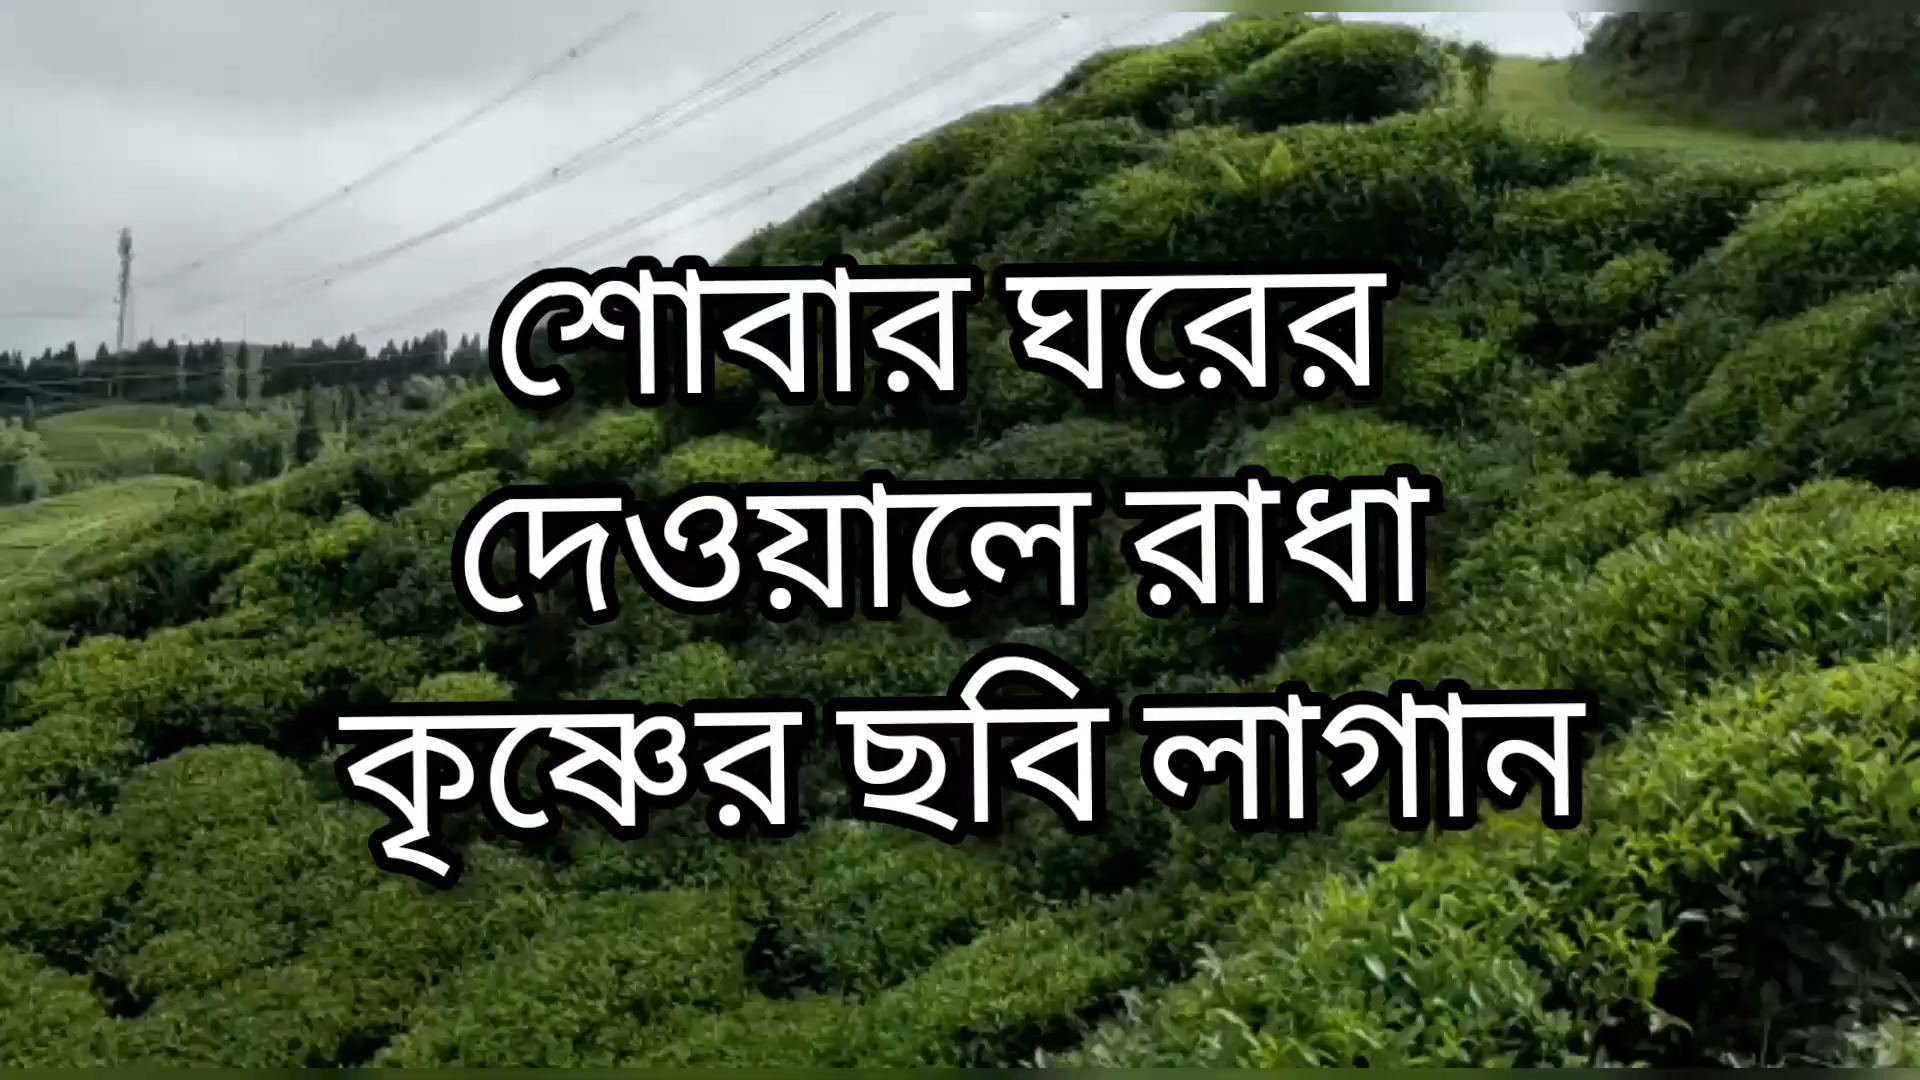 শোবার ঘরের
দেওয়ালে রাধা
কৃষ্ণের ছবি লাগান